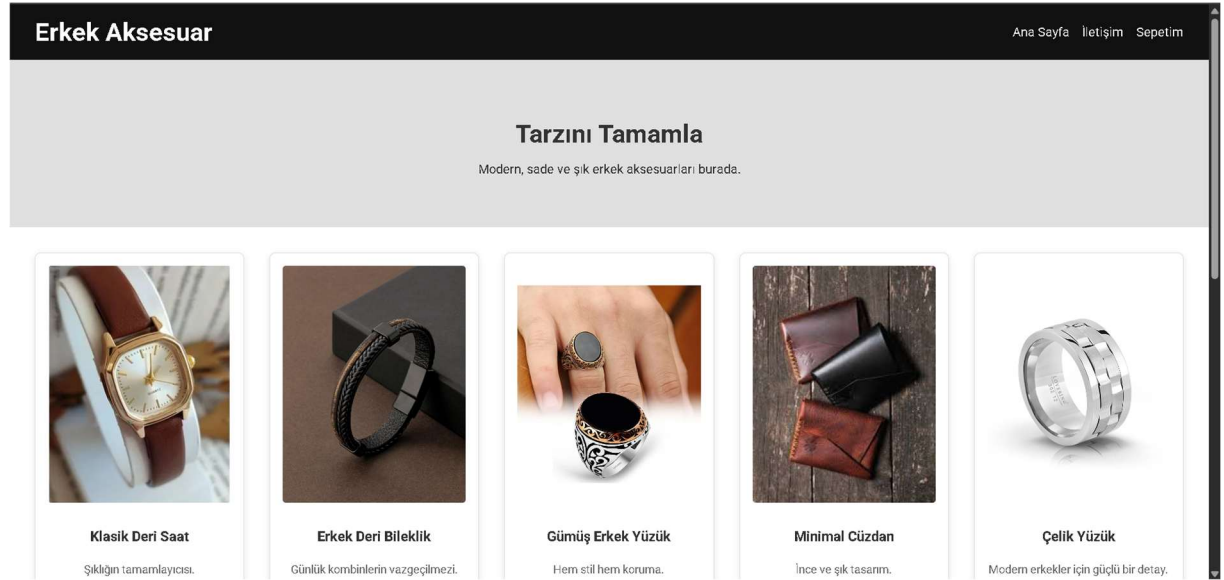 Erkek Aksesuar
Ana Sayfa İletişim Sepetim
Tarzını Tamamla
Modern, sade ve şık erkek aksesuarları burada.
Klasik Deri Saat
Şıklığın tamamlayıcısı.
Erkek Deri Bileklik
Günlük kombinlerin vazgeçilmezi.
Gümüş Erkek Yüzük
Hem stil hem koruma.
Minimal Cüzdan
İnce ve şık tasarım.
Çelik Yüzük
Modern erkekler için güçlü bir detay.